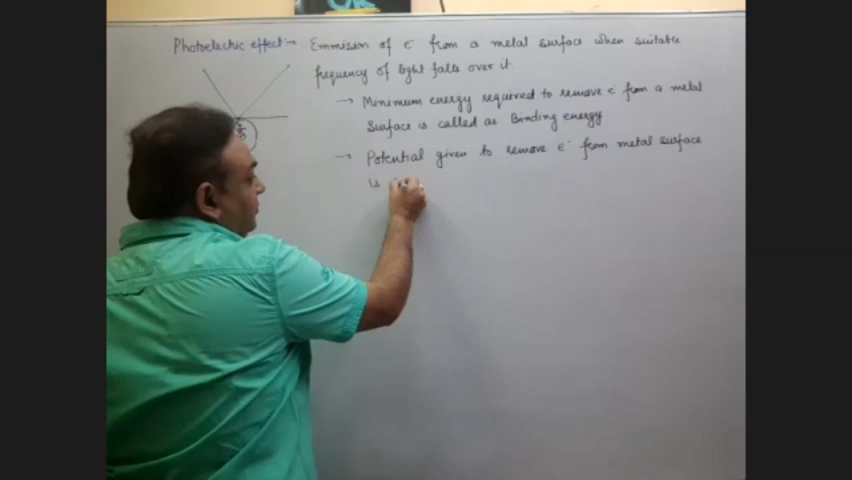 Photoelectric effect:→ Emmision of e⁻ from a metal surface when suitable
frequency of light falls over it.
→ Minimum energy required to remove e⁻ from a metal
surface is called as Binding energy
→ Potential given to remove e⁻ from metal surface
is